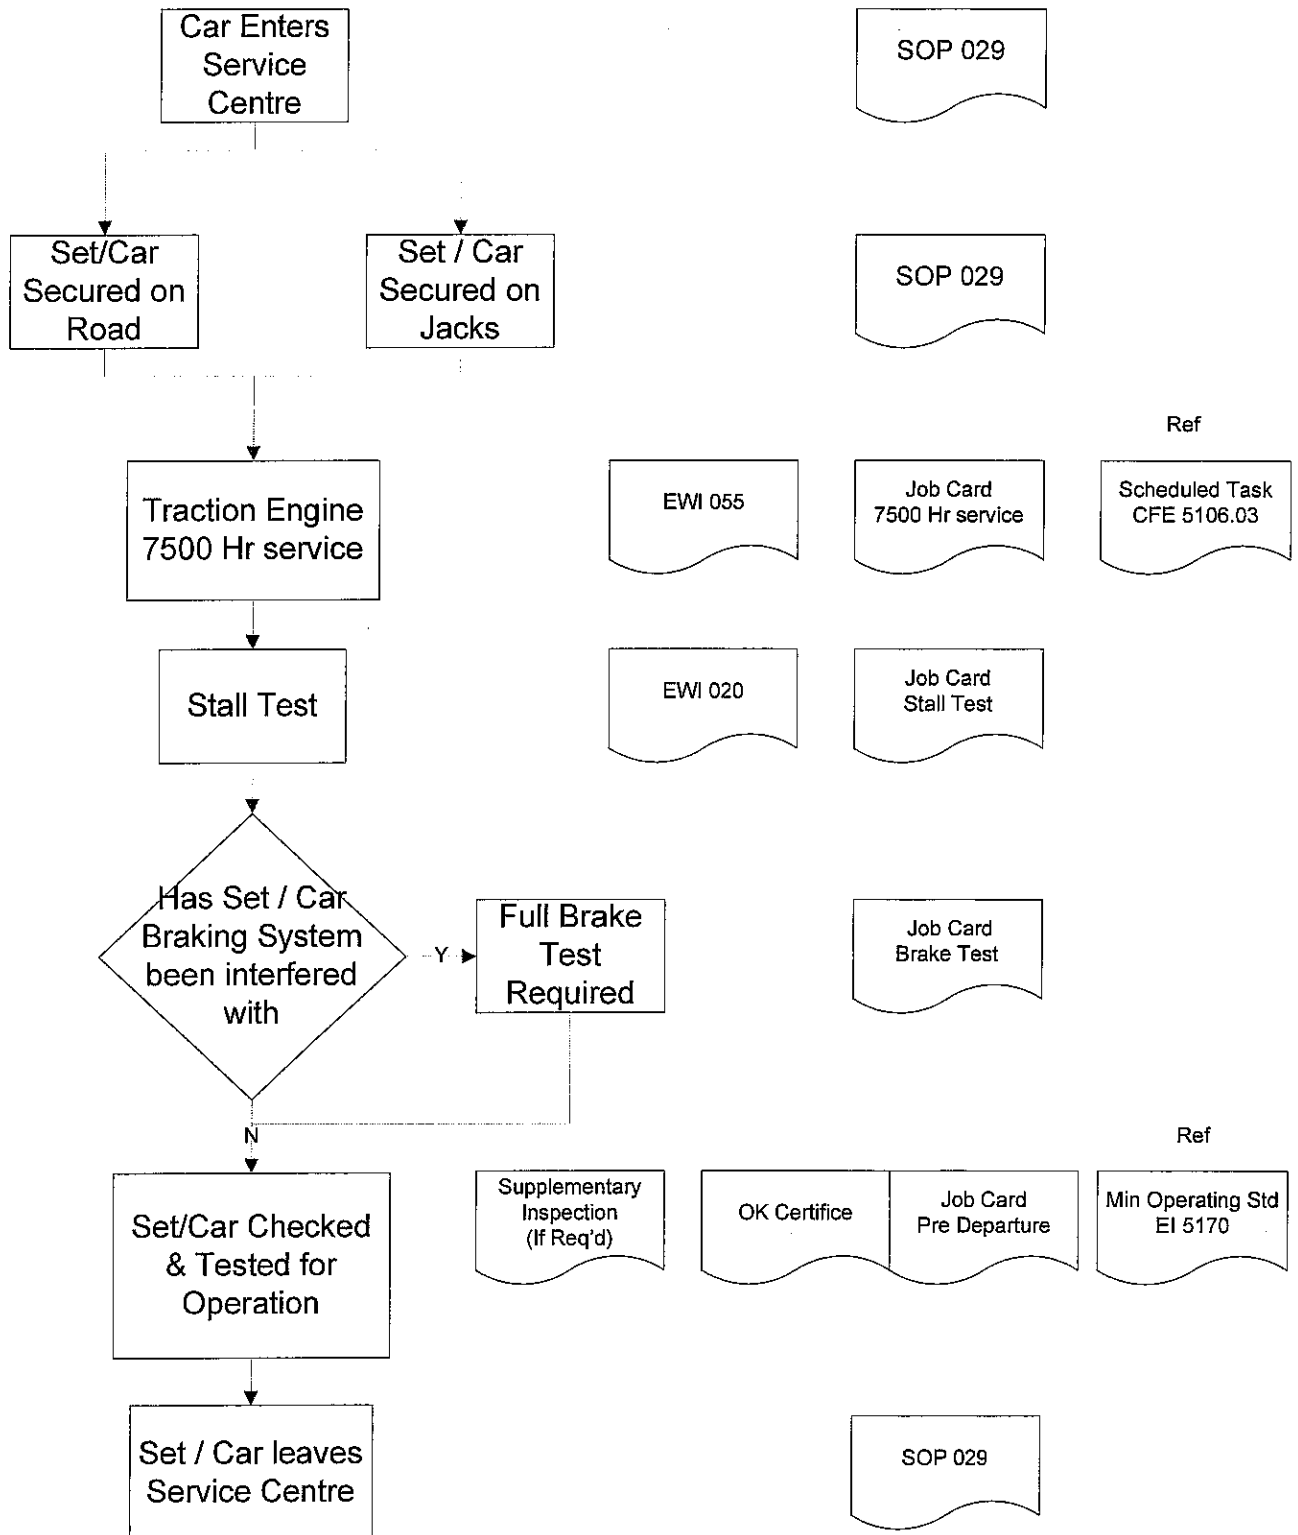 Car Enters
Service
Centre
SOP 029
Set/Car
Secured on
Road
Set / Car
Secured on
Jacks
SOP 029
Ref
Traction Engine
7500 Hr service
EWI 055
Job Card
7500 Hr service
Scheduled Task
CFE 5106.03
Stall Test
EWI 020
Job Card
Stall Test
Has Set / Car
Braking System
been interfered
with
Y
Full Brake
Test
Required
Job Card
Brake Test
N
Ref
Set/Car Checked
& Tested for
Operation
Supplementary
Inspection
(If Req'd)
OK Certifice
Job Card
Pre Departure
Min Operating Std
EI 5170
Set / Car leaves
Service Centre
SOP 029